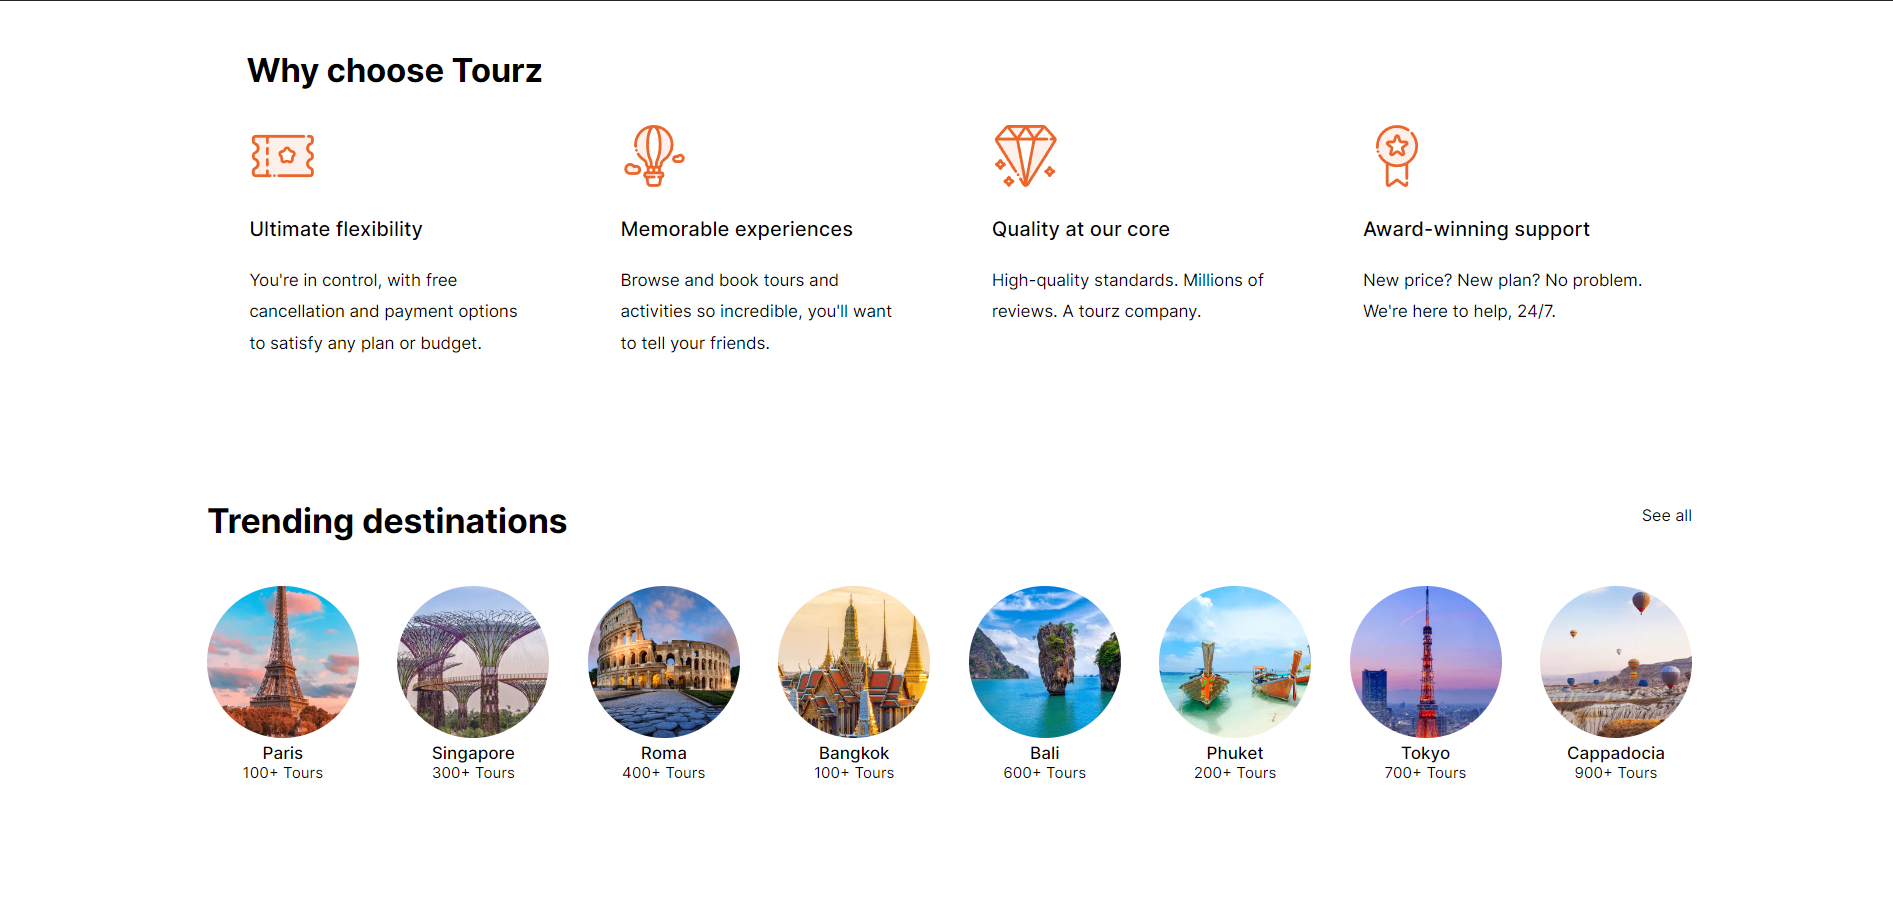 Why choose Tourz
Ultimate flexibility
You're in control, with free
cancellation and payment options
to satisfy any plan or budget.
Memorable experiences
Browse and book tours and
activities so incredible, you'll want
to tell your friends.
Quality at our core
High-quality standards. Millions of
reviews. A tourz company.
Award-winning support
New price? New plan? No problem.
We're here to help, 24/7.
Trending destinations
See all
Paris
100+ Tours
Singapore
300+ Tours
Roma
400+ Tours
Bangkok
100+ Tours
Bali
600+ Tours
Phuket
200+ Tours
Tokyo
700+ Tours
Cappadocia
900+ Tours